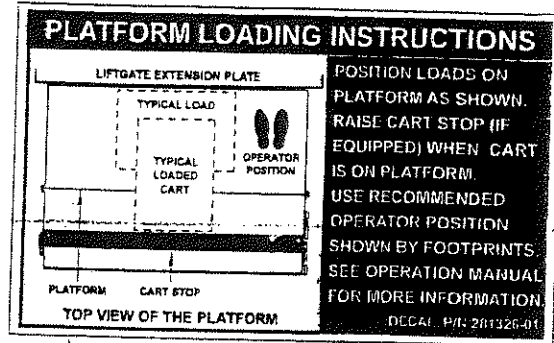 PLATFORM LOADING INSTRUCTIONS
LIFTGATE EXTENSION PLATE
TYPICAL LOAD
TYPICAL
LOADED
CART
OPERATOR
POSITION
PLATFORM
CART STOP
TOP VIEW OF THE PLATFORM
POSITION LOADS ON
PLATFORM AS SHOWN.
RAISE CART STOP (IF
EQUIPPED) WHEN CART
IS ON PLATFORM.
USE RECOMMENDED
OPERATOR POSITION
SHOWN BY FOOTPRINTS.
SEE OPERATION MANUAL
FOR MORE INFORMATION.
DECAL P/N 281326-01